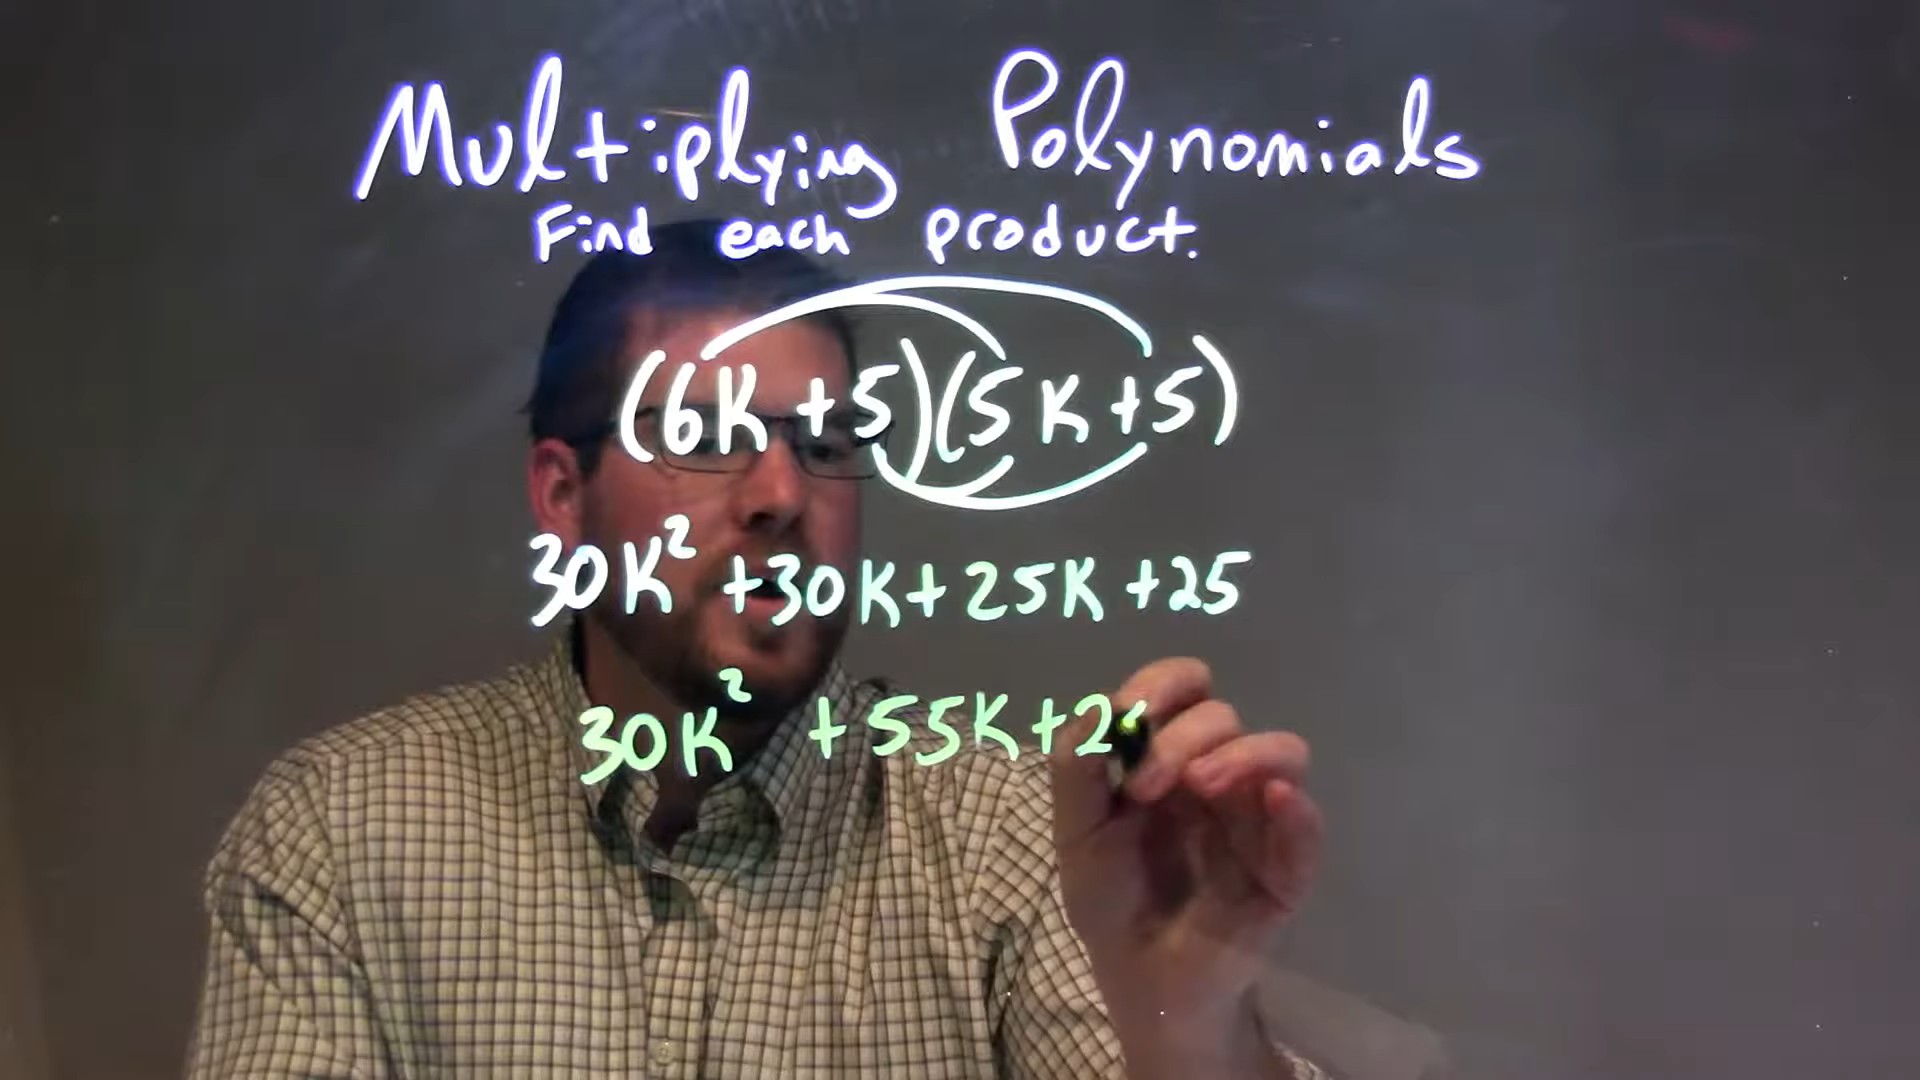 Multiplying Polynomials
Find each product.
(6K+5)(5K+5)
30K² +30K+25K+25
30K² +55K+2